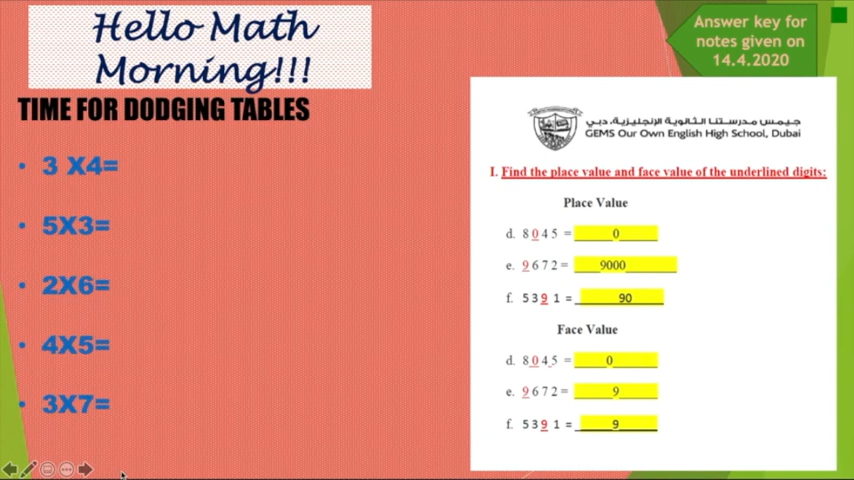 Hello Math
Morning!!!
TIME FOR DODGING TABLES
• 3 X4=
• 5X3=
• 2X6=
• 4X5=
• 3X7=
Answer key for
notes given on
14.4.2020
جيمس مدرستنا الثانوية الإنجليزية، دبي
GEMS Our Own English High School, Dubai
I. Find the place value and face value of the underlined digits:
Place Value
d. 8 0 4 5 = 0
e. 9 6 7 2 = 9000
f. 5 3 9 1 = 90
Face Value
d. 8 0 4 5 = 0
e. 9 6 7 2 = 9
f. 5 3 9 1 = 9